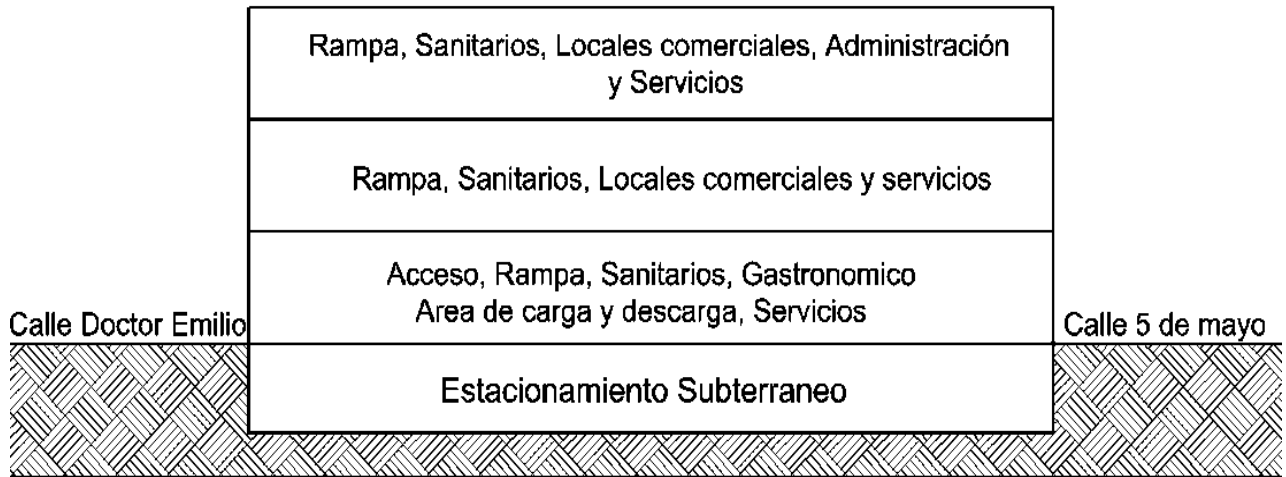 Rampa, Sanitarios, Locales comerciales, Administración
y Servicios
Rampa, Sanitarios, Locales comerciales y servicios
Acceso, Rampa, Sanitarios, Gastronomico
Area de carga y descarga, Servicios
Calle Doctor Emilio
Calle 5 de mayo
Estacionamiento Subterraneo